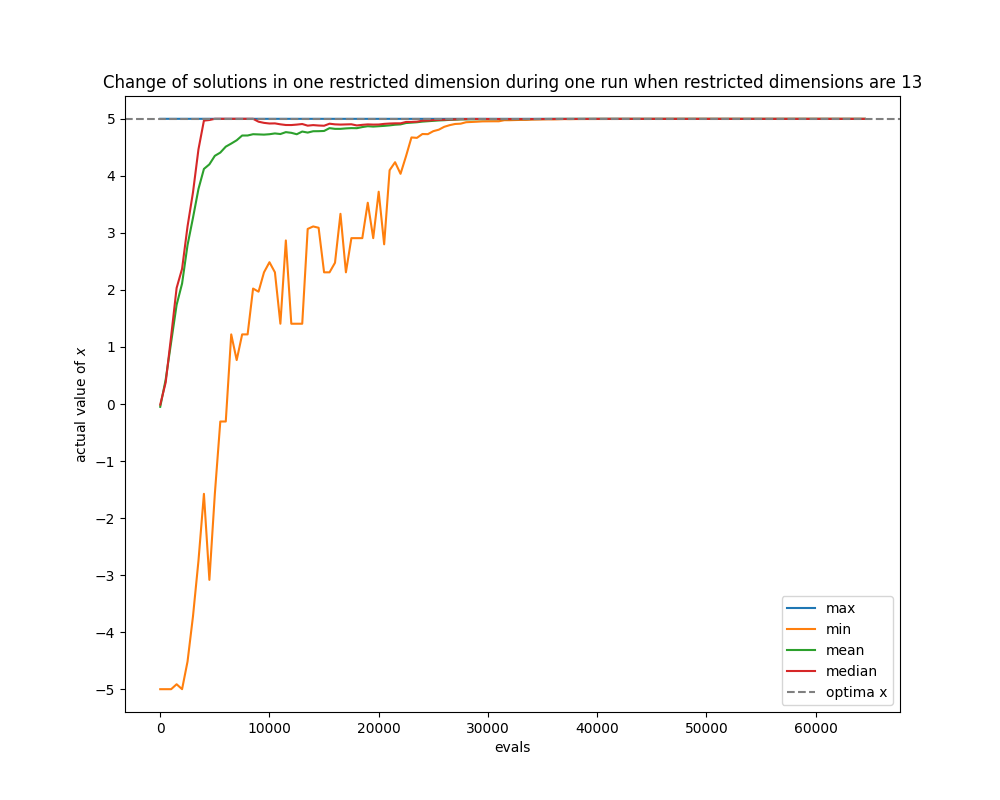 Change of solutions in one restricted dimension during one run when restricted dimensions are 13
5
4
3
2
1
0
−1
−2
−3
−4
−5
actual value of x
0 10000 20000 30000 40000 50000 60000
evals
max
min
mean
median
optima x